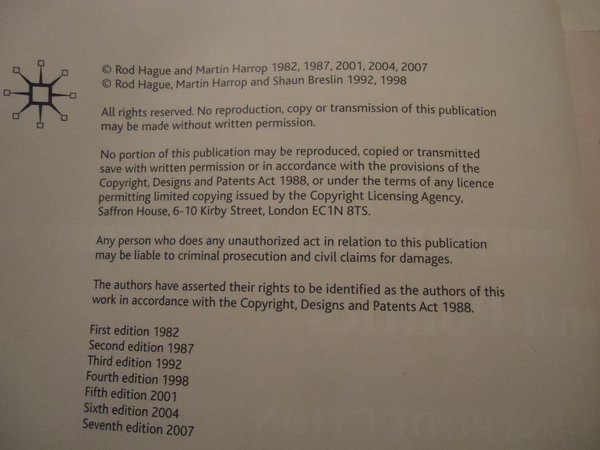 © Rod Hague and Martin Harrop 1982, 1987, 2001, 2004, 2007
© Rod Hague, Martin Harrop and Shaun Breslin 1992, 1998
All rights reserved. No reproduction, copy or transmission of this publication
may be made without written permission.
No portion of this publication may be reproduced, copied or transmitted
save with written permission or in accordance with the provisions of the
Copyright, Designs and Patents Act 1988, or under the terms of any licence
permitting limited copying issued by the Copyright Licensing Agency,
Saffron House, 6-10 Kirby Street, London EC1N 8TS.
Any person who does any unauthorized act in relation to this publication
may be liable to criminal prosecution and civil claims for damages.
The authors have asserted their rights to be identified as the authors of this
work in accordance with the Copyright, Designs and Patents Act 1988.
First edition 1982
Second edition 1987
Third edition 1992
Fourth edition 1998
Fifth edition 2001
Sixth edition 2004
Seventh edition 2007